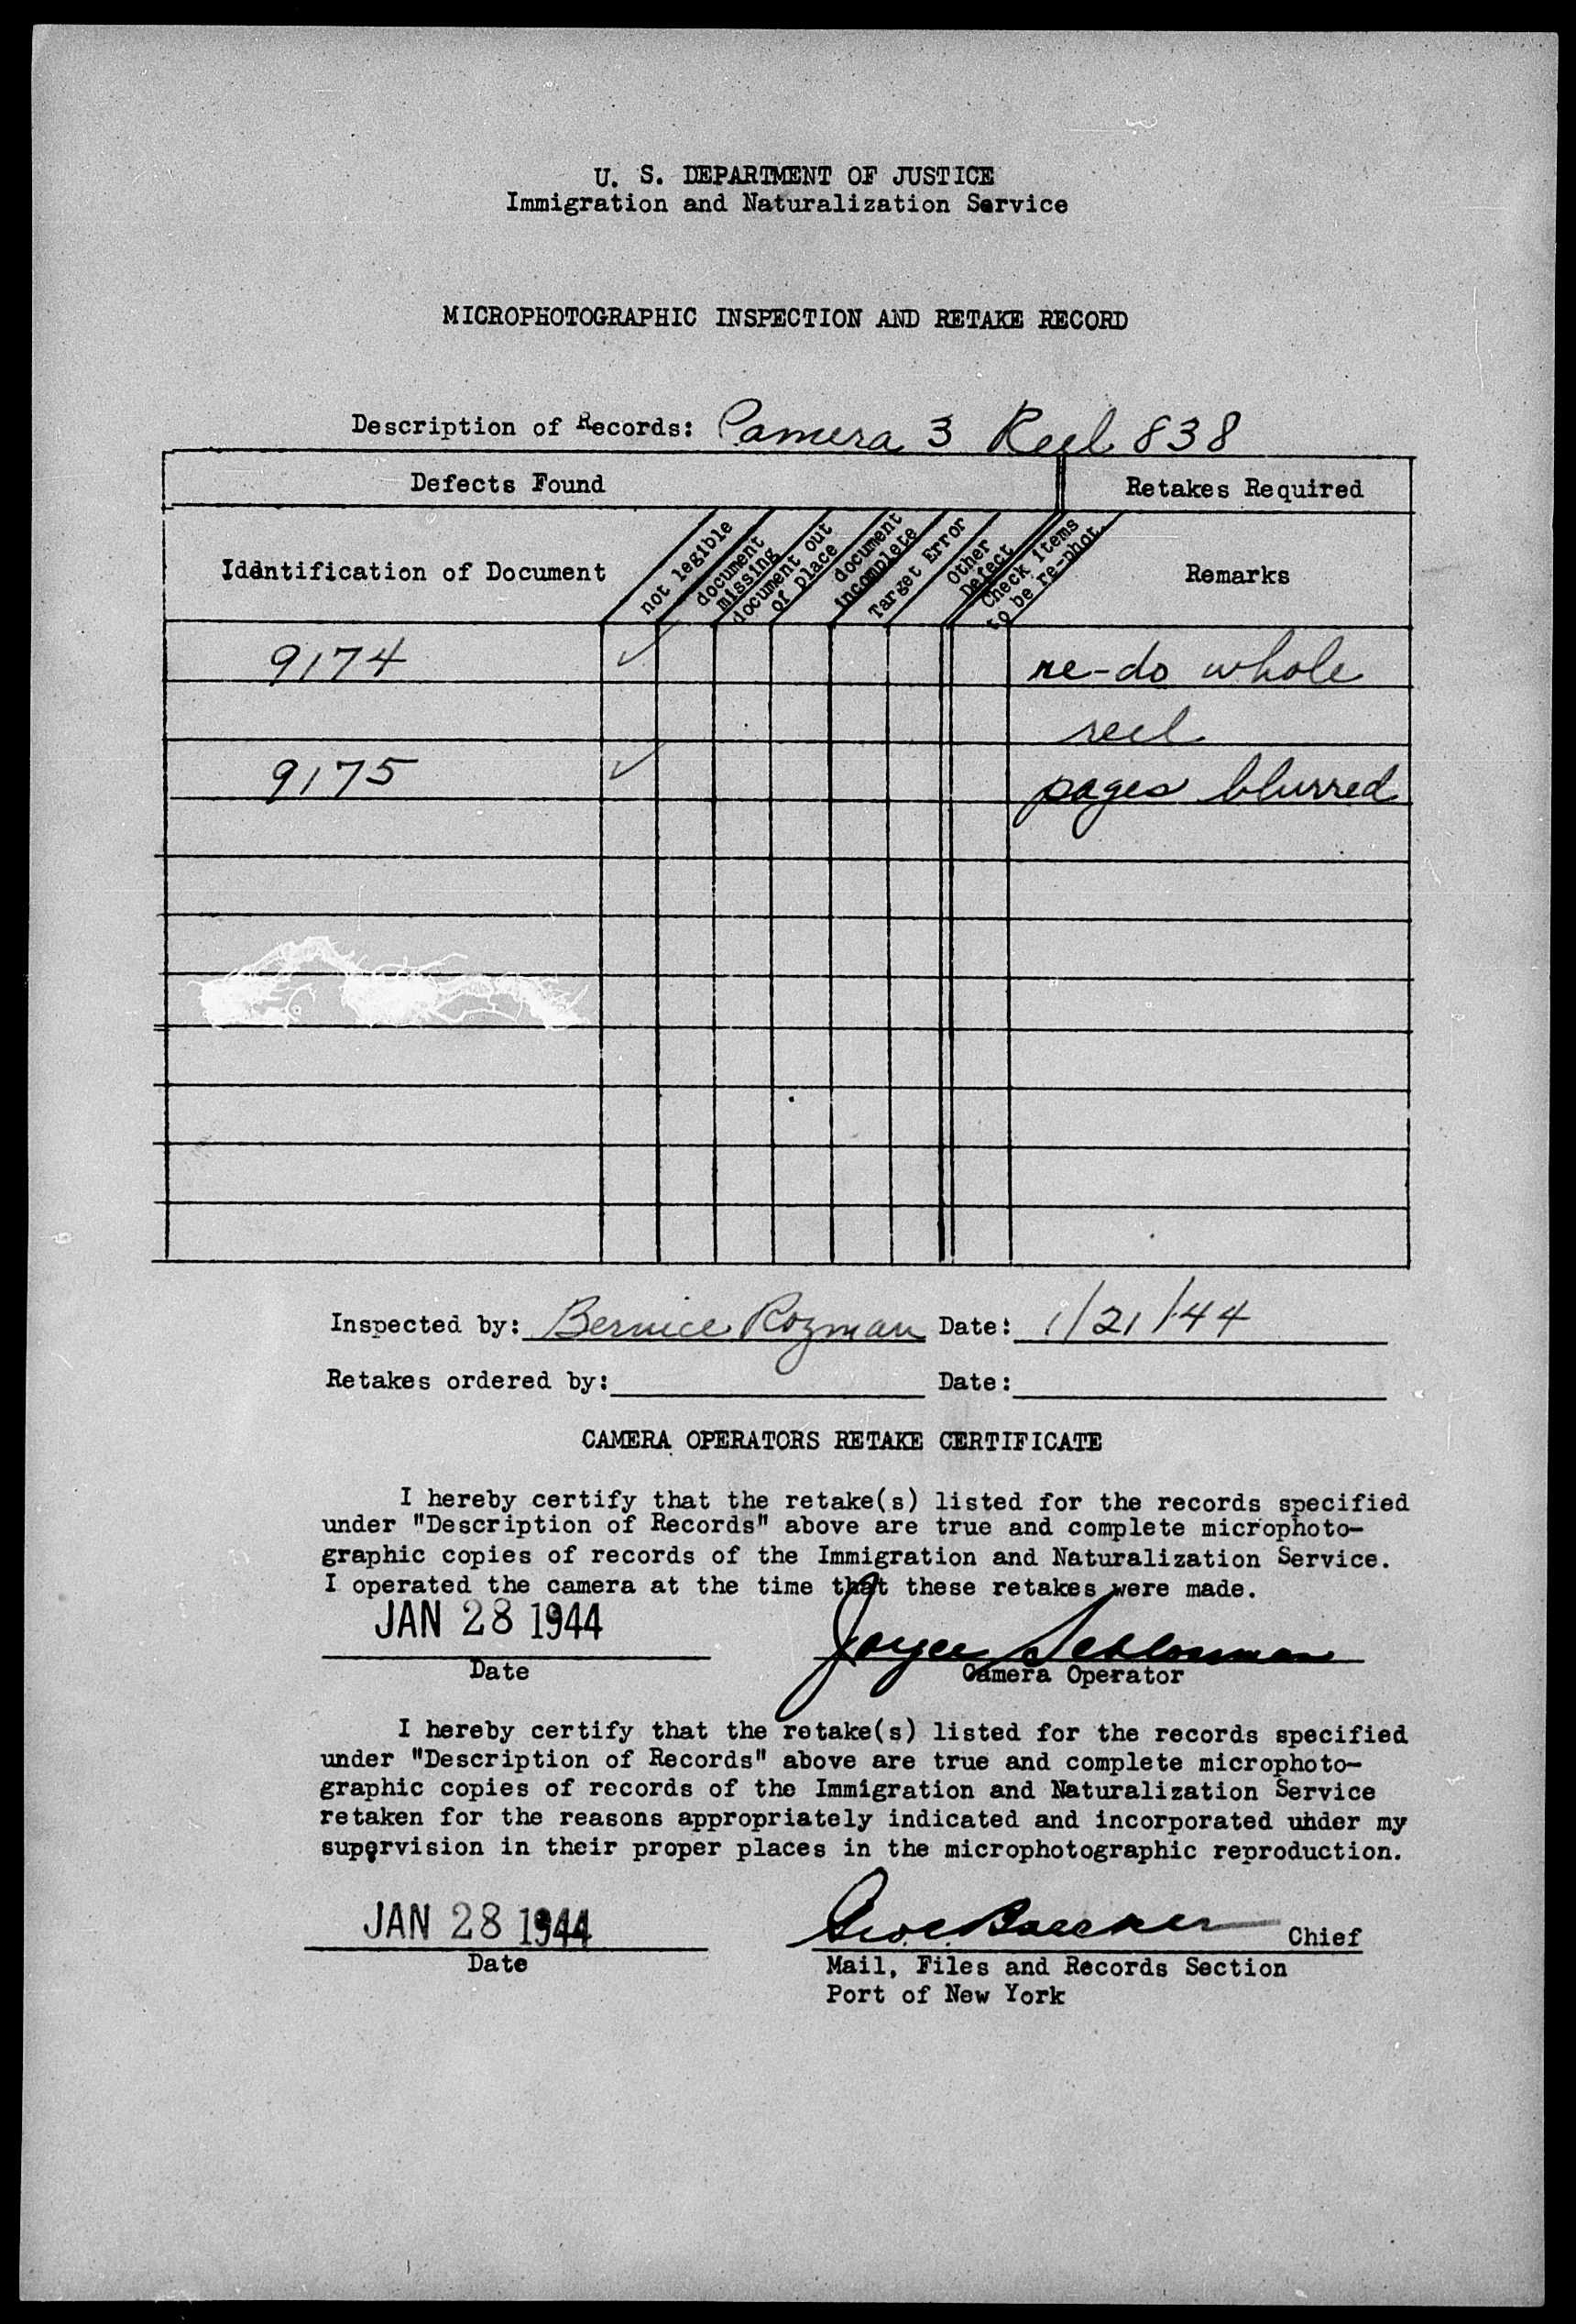 U. S. DEPARTMENT OF JUSTICE
Immigration and Naturalization Service
MICROPHOTOGRAPHIC INSPECTION AND RETAKE RECORD
Description of Records: Camera 3 Reel 838
Defects Found
Retakes Required
Identification of Document
not legible
document missing
document out of place
document incomplete
Target Error
Other Defect
Check items to be re-phot.
Remarks
9174 ✓ re-do whole
reel
9175 ✓ pages blurred
Inspected by: Bernice Rozman Date: 1/21/44
Retakes ordered by: Date:
CAMERA OPERATORS RETAKE CERTIFICATE
I hereby certify that the retake(s) listed for the records specified
under "Description of Records" above are true and complete microphoto-
graphic copies of records of the Immigration and Naturalization Service.
I operated the camera at the time that these retakes were made.
JAN 28 1944 Joyce Schlossman
Date Camera Operator
I hereby certify that the retake(s) listed for the records specified
under "Description of Records" above are true and complete microphoto-
graphic copies of records of the Immigration and Naturalization Service
retaken for the reasons appropriately indicated and incorporated under my
supervision in their proper places in the microphotographic reproduction.
JAN 28 1944 Chief
Date Mail, Files and Records Section
Port of New York